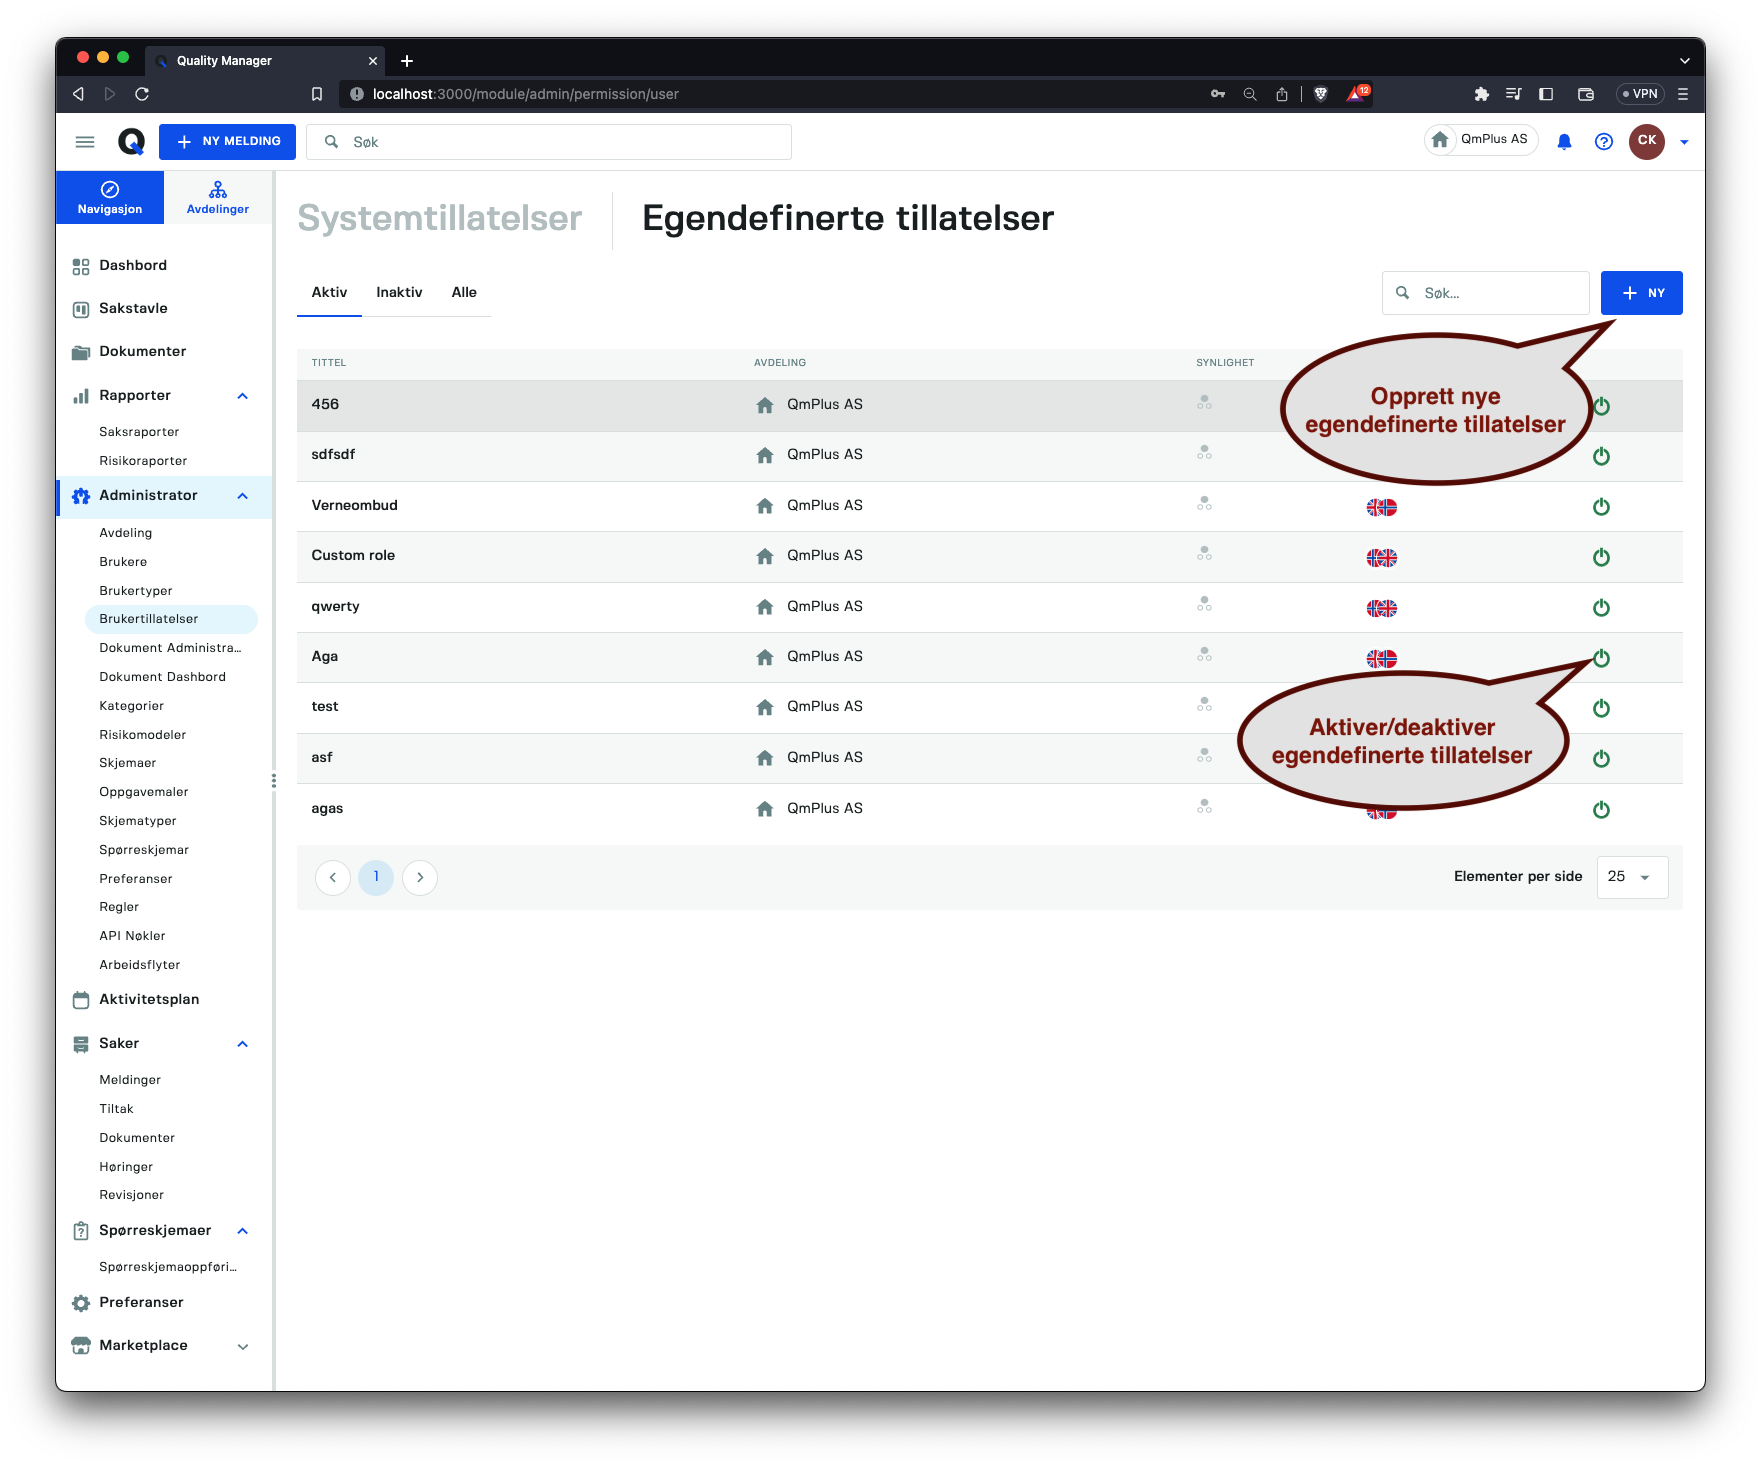 Quality Manager
localhost:3000/module/admin/permission/user
12
VPN
NY MELDING
Søk
QmPlus AS
CK
Navigasjon
Avdelinger
Dashbord
Sakstavle
Dokumenter
Rapporter
Saksraporter
Risikoraporter
Administrator
Avdeling
Brukere
Brukertyper
Brukertillatelser
Dokument Administra...
Dokument Dashbord
Kategorier
Risikomodeler
Skjemaer
Oppgavemaler
Skjematyper
Spørreskjemar
Preferanser
Regler
API Nøkler
Arbeidsflyter
Aktivitetsplan
Saker
Meldinger
Tiltak
Dokumenter
Høringer
Revisjoner
Spørreskjemaer
Spørreskjemaoppføri...
Preferanser
Marketplace
Systemtillatelser
Egendefinerte tillatelser
Aktiv Inaktiv Alle
Søk...
NY
TITTEL AVDELING SYNLIGHET
456 QmPlus AS
sdfsdf QmPlus AS
Verneombud QmPlus AS
Custom role QmPlus AS
qwerty QmPlus AS
Aga QmPlus AS
test QmPlus AS
asf QmPlus AS
agas QmPlus AS
Opprett nye
egendefinerte tillatelser
Aktiver/deaktiver
egendefinerte tillatelser
1
Elementer per side 25